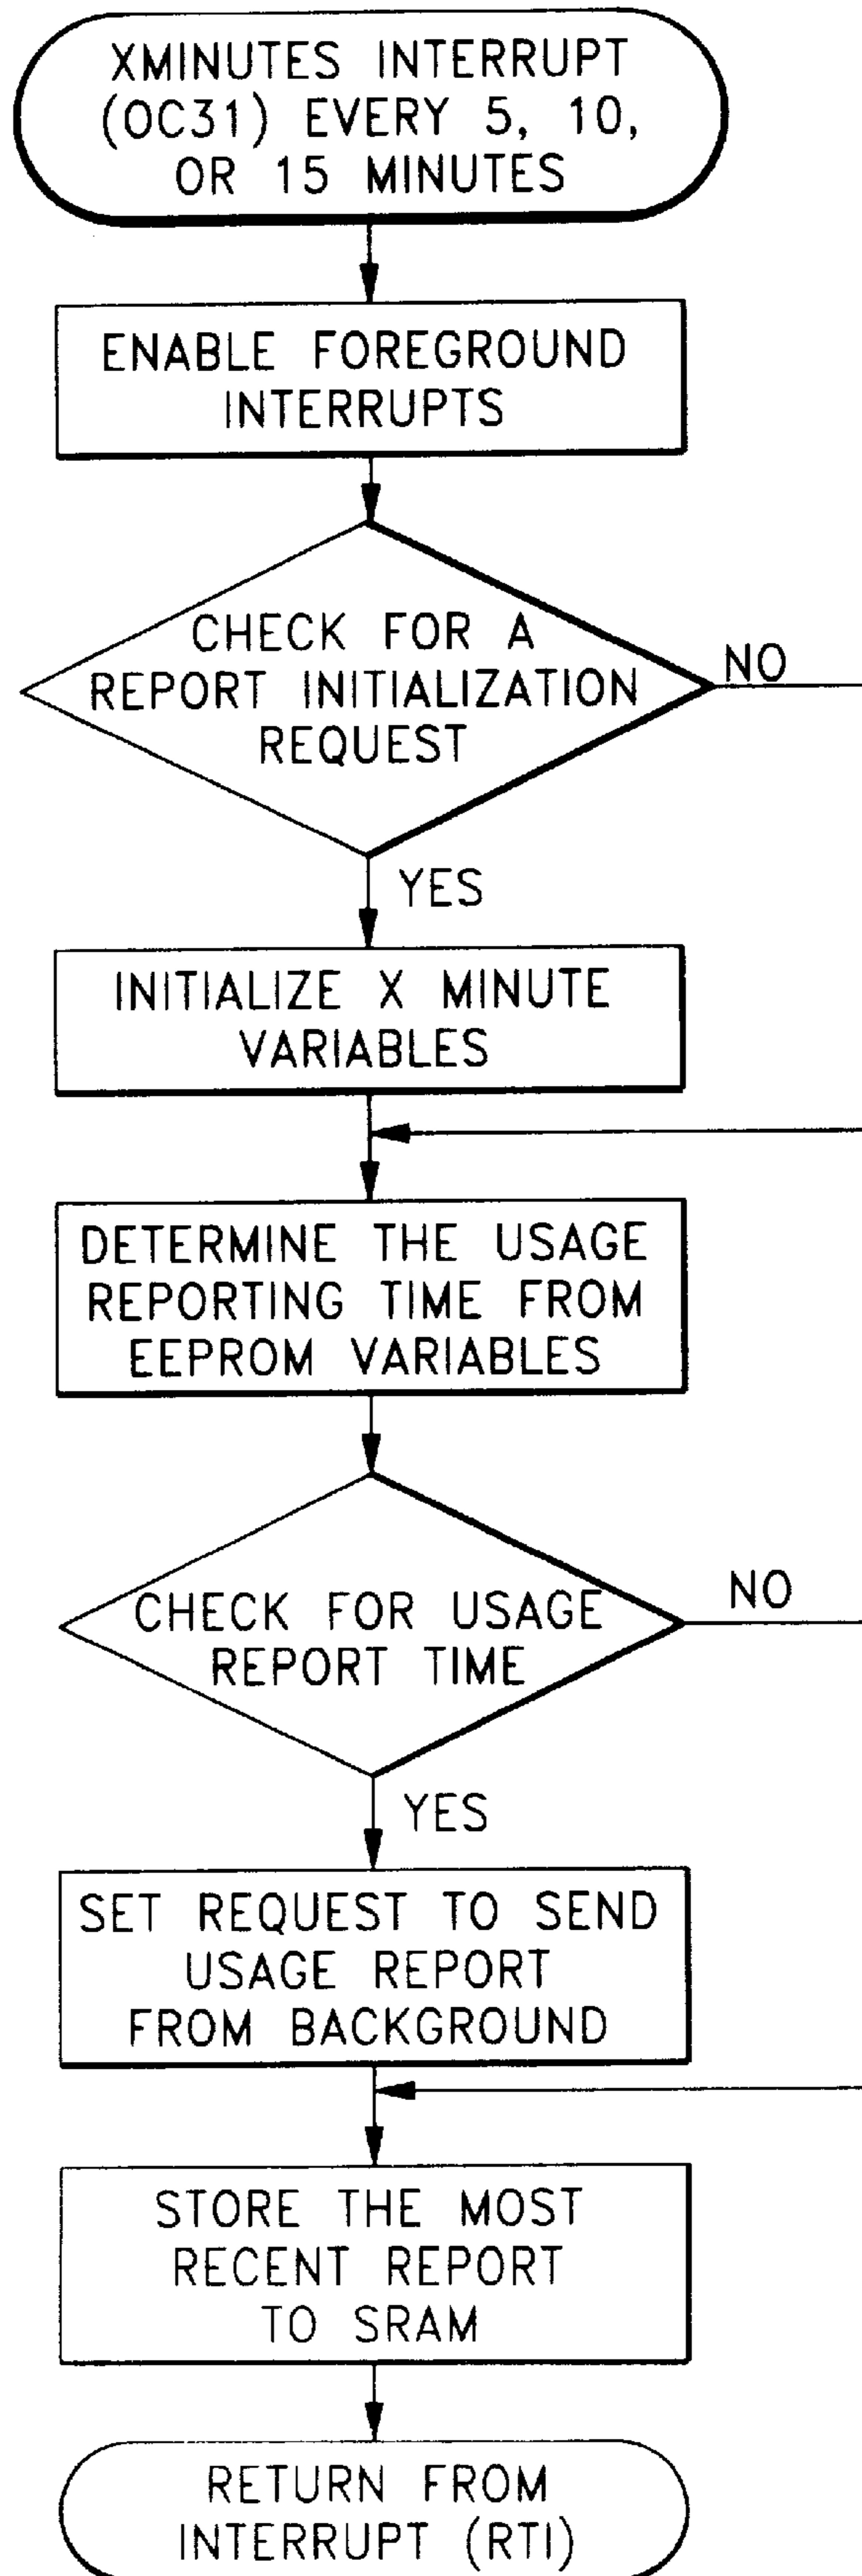 XMINUTES INTERRUPT
(OC31) EVERY 5, 10,
OR 15 MINUTES
ENABLE FOREGROUND
INTERRUPTS
CHECK FOR A
REPORT INITIALIZATION
REQUEST
NO
YES
INITIALIZE X MINUTE
VARIABLES
DETERMINE THE USAGE
REPORTING TIME FROM
EEPROM VARIABLES
CHECK FOR USAGE
REPORT TIME
NO
YES
SET REQUEST TO SEND
USAGE REPORT
FROM BACKGROUND
STORE THE MOST
RECENT REPORT
TO SRAM
RETURN FROM
INTERRUPT (RTI)